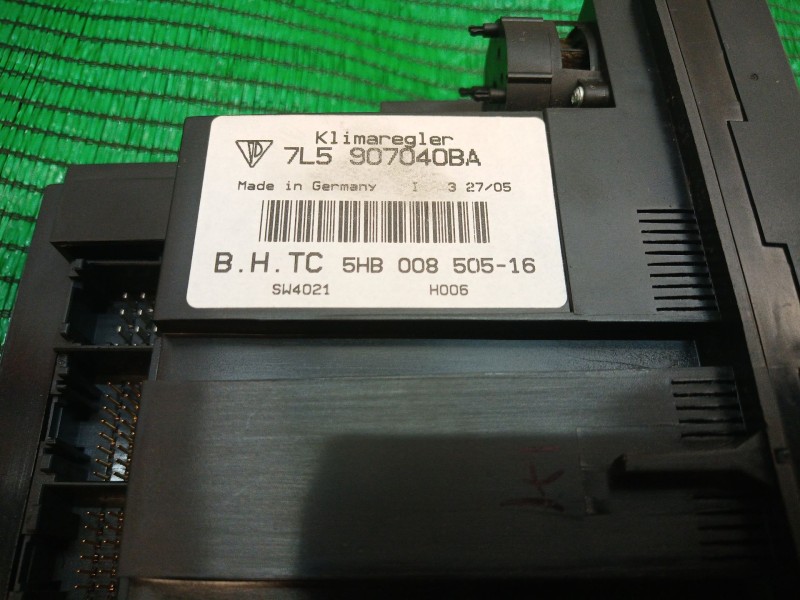 Klimaregler
7L5 907040BA
Made in Germany I 3 27/05
B.H.TC 5HB 008 505-16
SW4021 H006